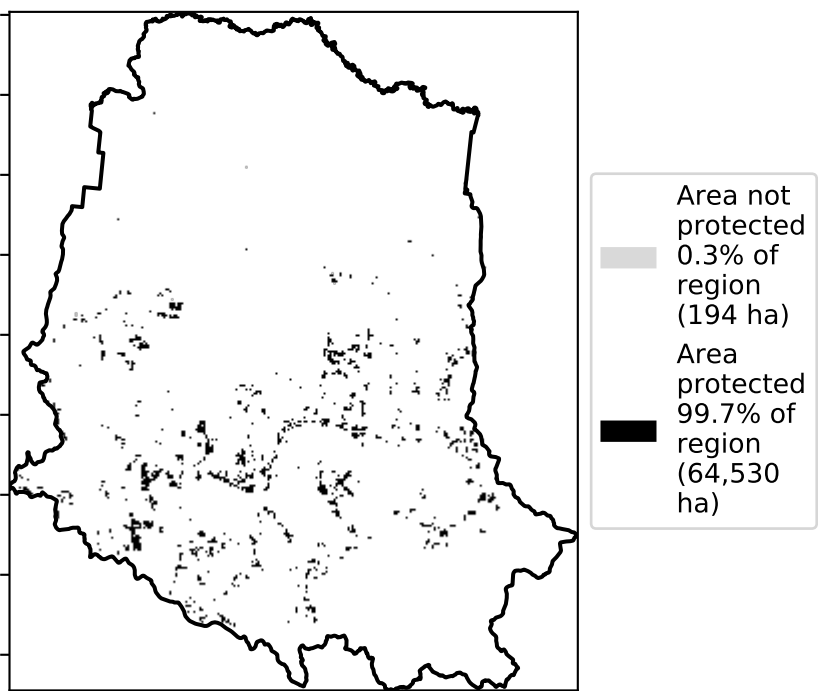 Area not
protected
0.3% of
region
(194 ha)
Area
protected
99.7% of
region
(64,530
ha)